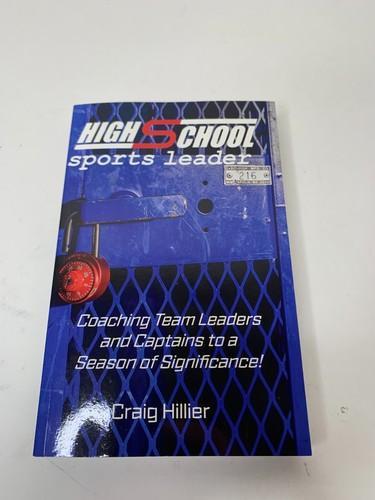 HIGH SCHOOL
sports leader
216
Coaching Team Leaders
and Captains to a
Season of Significance!
Craig Hillier